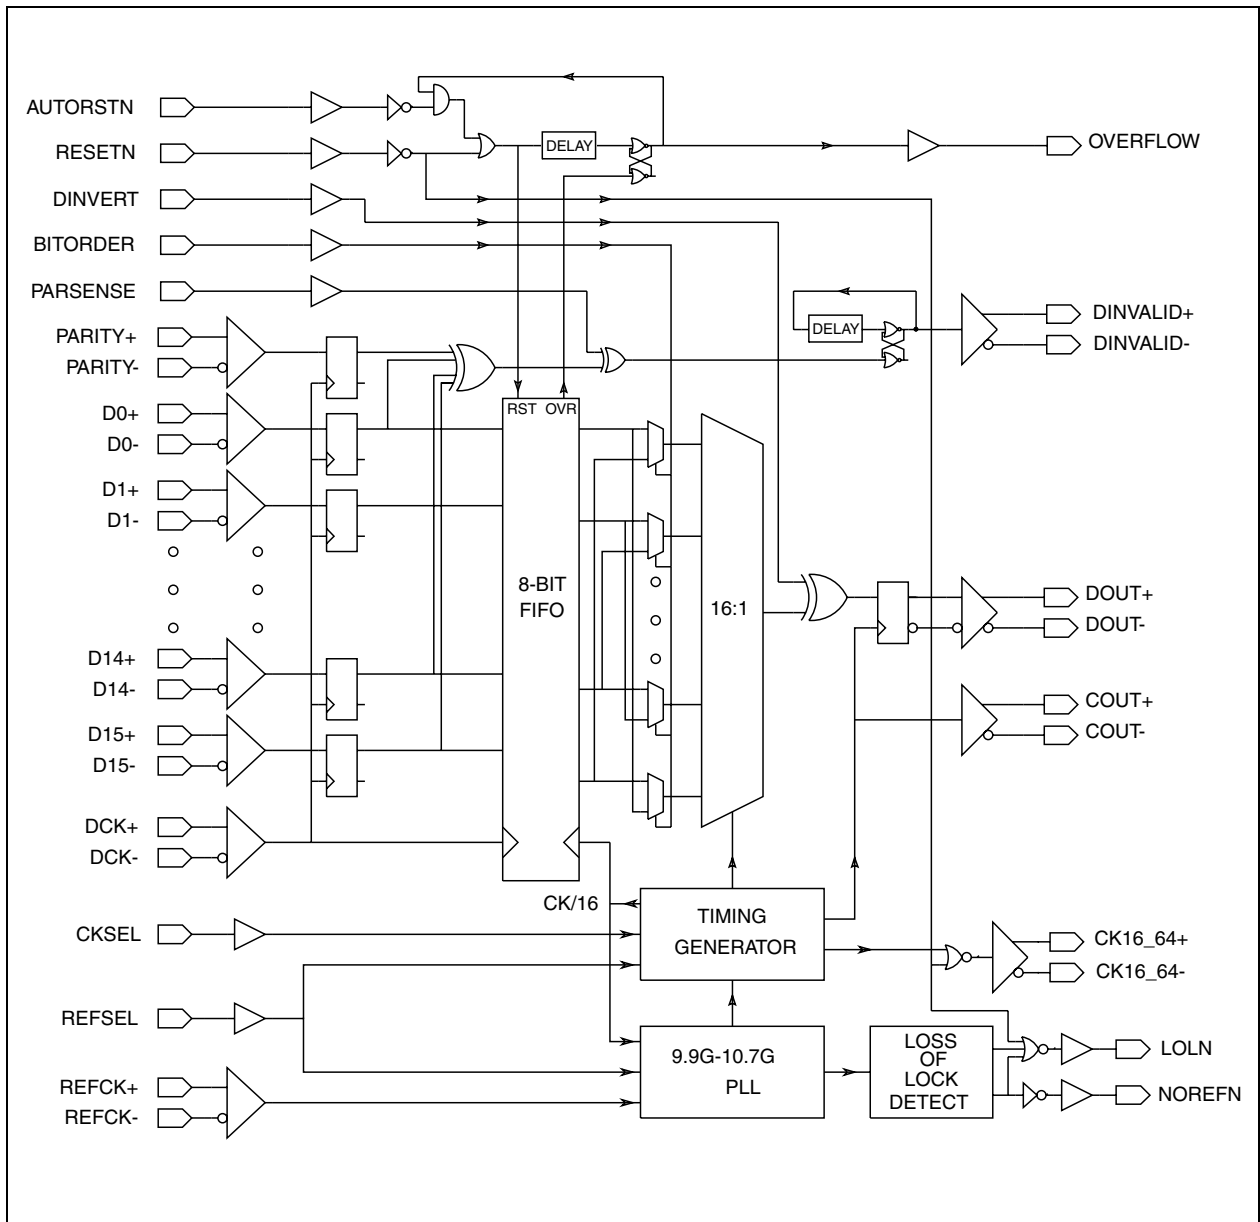 AUTORSTN
RESETN
DINVERT
BITORDER
PARSENSE
PARITY+
PARITY-
D0+
D0-
D1+
D1-
D14+
D14-
D15+
D15-
DCK+
DCK-
CKSEL
REFSEL
REFCK+
REFCK-
DELAY
RST OVR
8-BIT
FIFO
CK/16
16:1
TIMING
GENERATOR
9.9G-10.7G
PLL
LOSS
OF
LOCK
DETECT
DELAY
OVERFLOW
DINVALID+
DINVALID-
DOUT+
DOUT-
COUT+
COUT-
CK16_64+
CK16_64-
LOLN
NOREFN